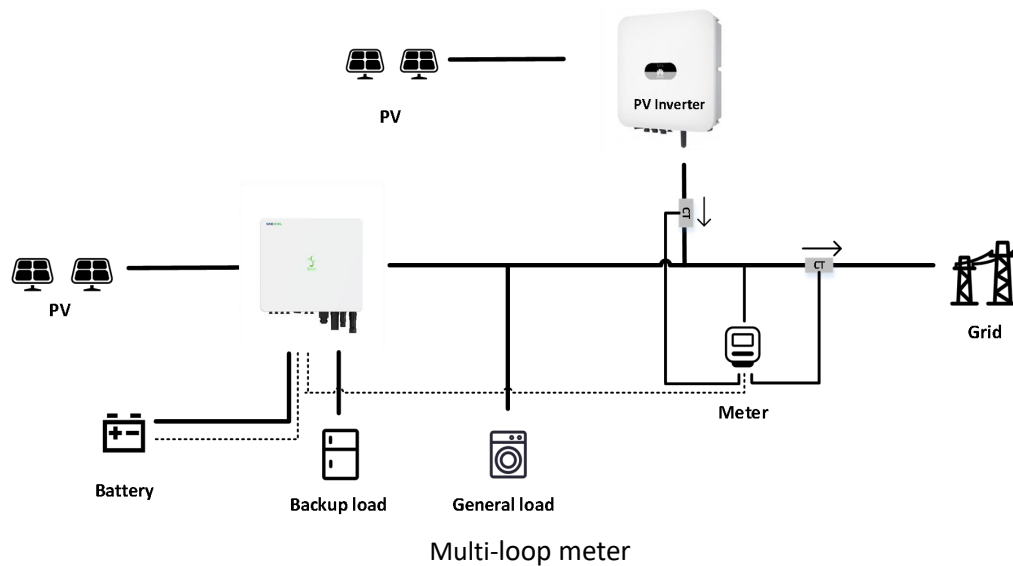 PV Inverter
PV
CT
CT
PV
Grid
Meter
Battery
Backup load
General load
Multi-loop meter